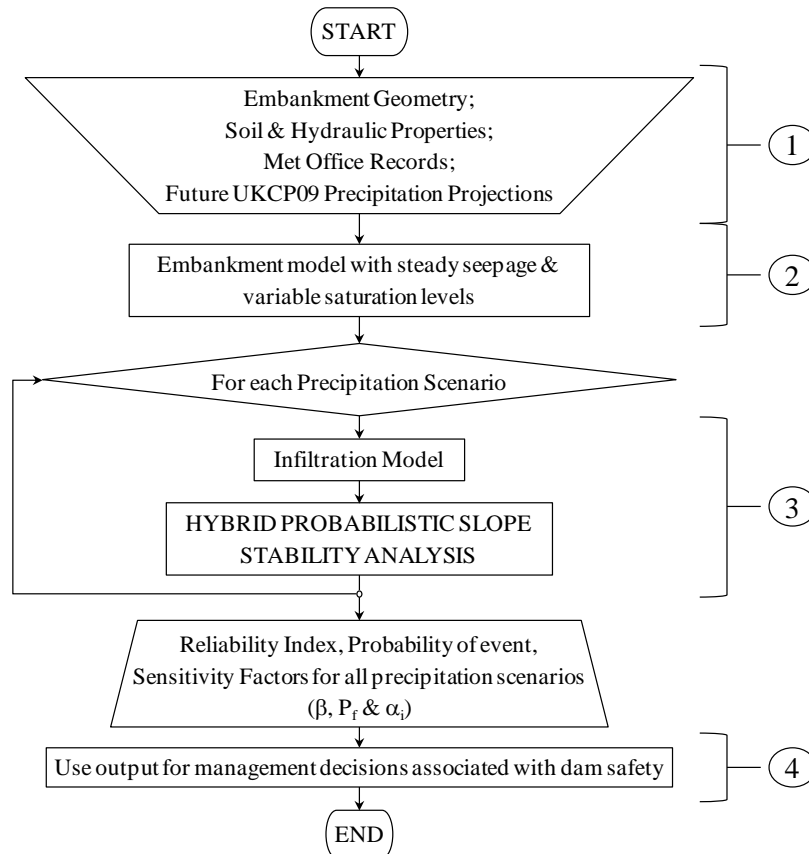 START
Embankment Geometry;
Soil & Hydraulic Properties;
Met Office Records;
Future UKCP09 Precipitation Projections
1
Embankment model with steady seepage &
variable saturation levels
2
For each Precipitation Scenario
Infiltration Model
HYBRID PROBABILISTIC SLOPE
STABILITY ANALYSIS
3
Reliability Index, Probability of event,
Sensitivity Factors for all precipitation scenarios
(β, Pf & αi)
Use output for management decisions associated with dam safety
4
END